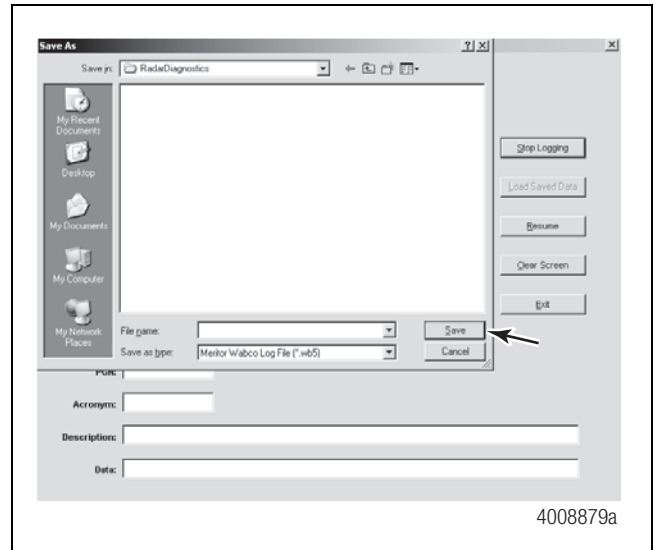 Save As
Save in: RadarDiagnostics
My Recent
Documents
Desktop
My Documents
My Computer
My Network
Places
File name:
Save as type: Meritor Wabco Log File (*.wb5)
Save
Cancel
Stop Logging
Load Saved Data
Resume
Clear Screen
Exit
PGN:
Acronym:
Description:
Data:
4008879a